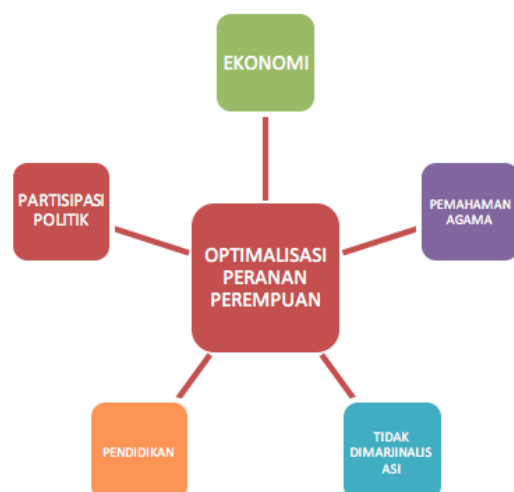 EKONOMI
PARTISIPASI
POLITIK
PEMAHAMAN
AGAMA
OPTIMALISASI
PERANAN
PEREMPUAN
PENDIDIKAN
TIDAK
DIMARJINALIS
ASI